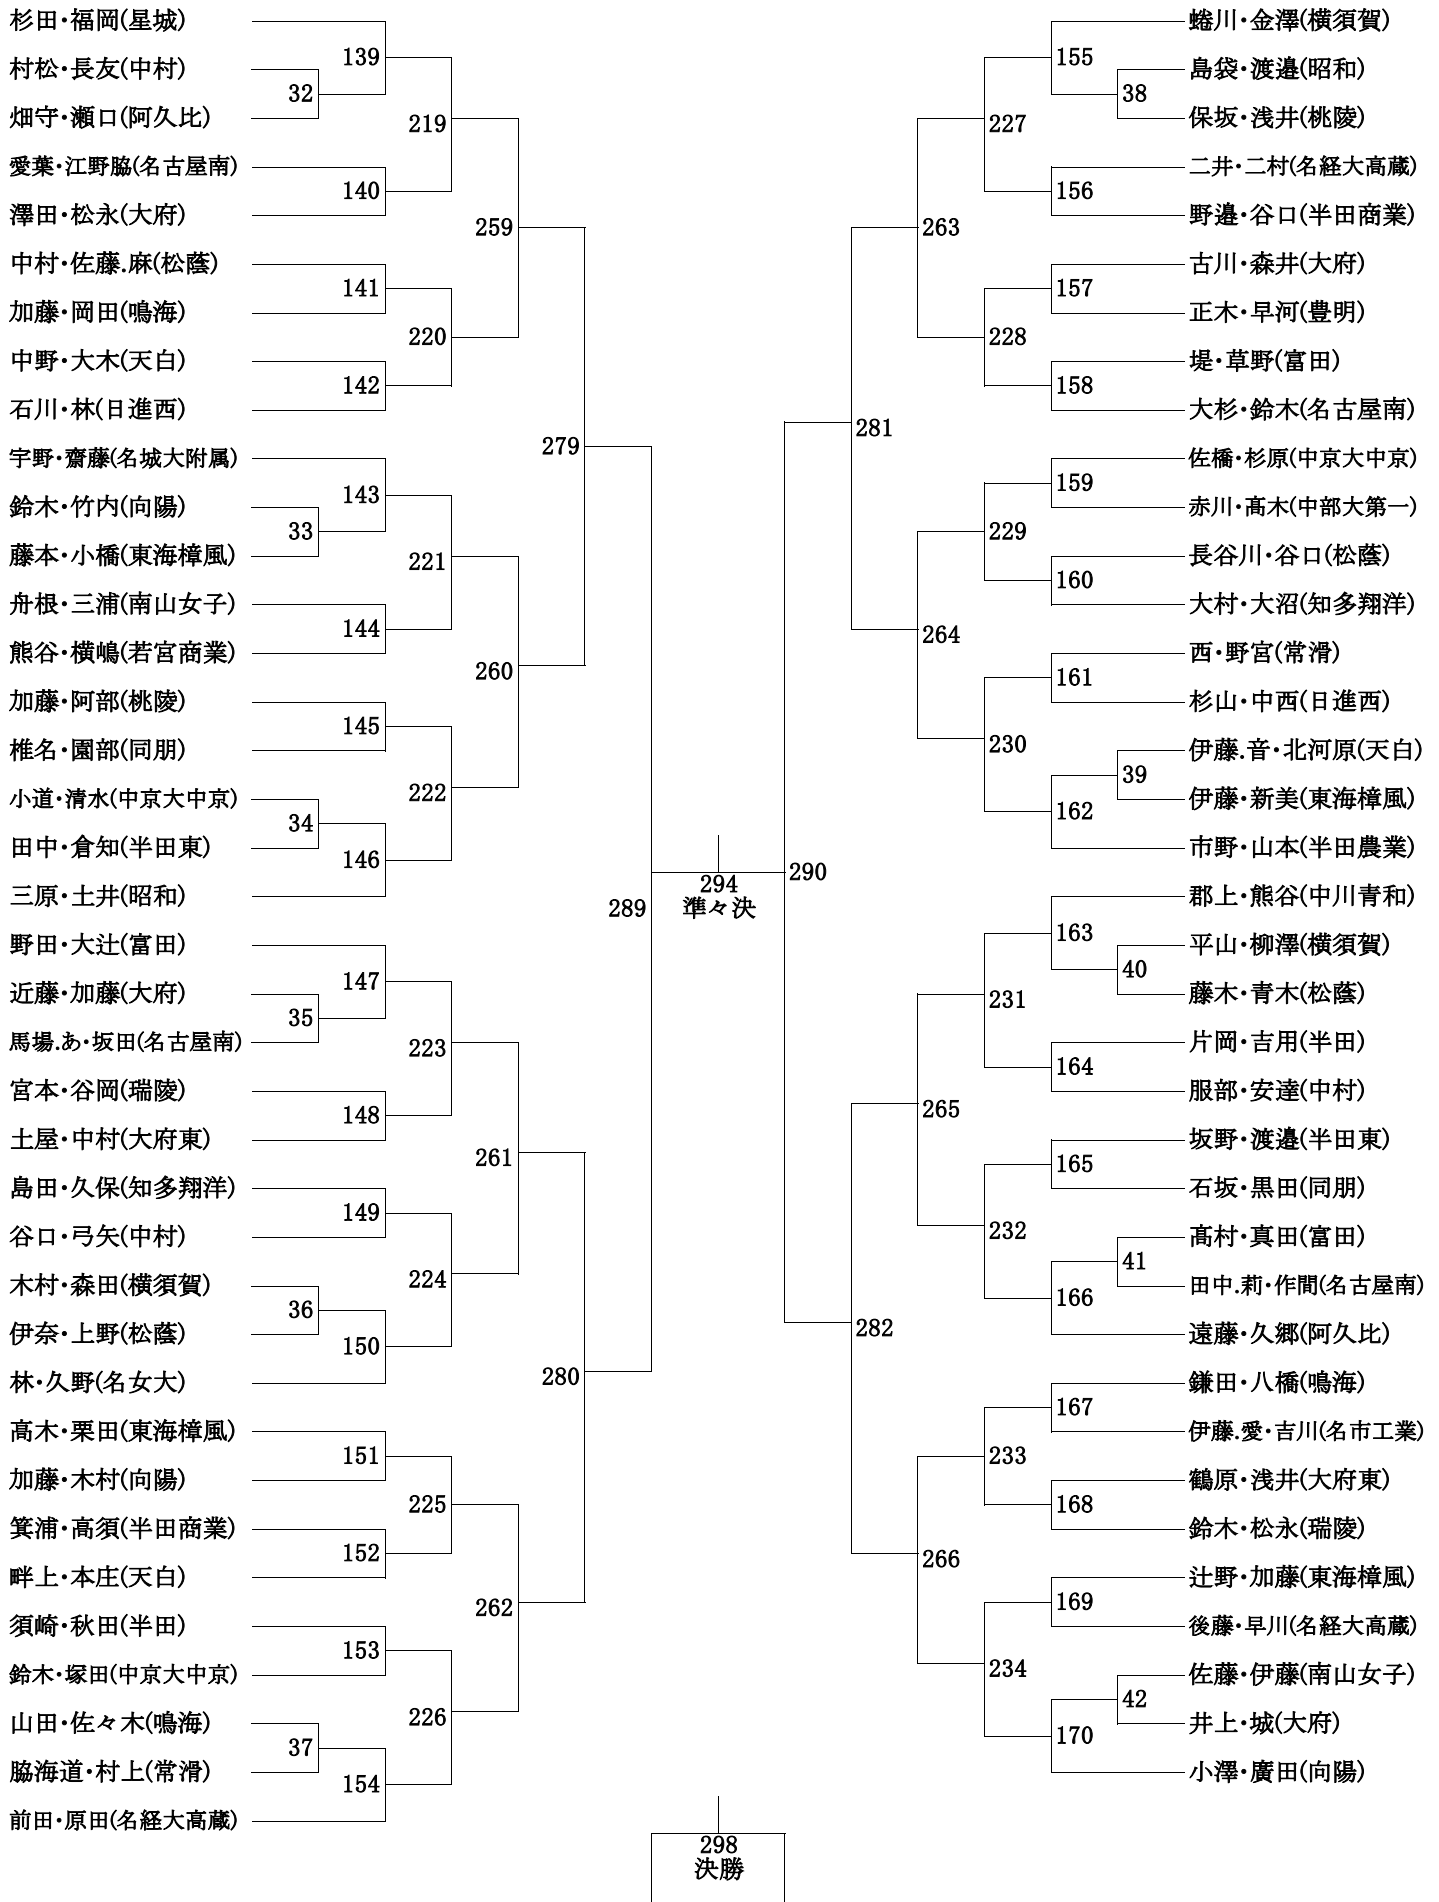 杉田・福岡(星城)
村松・長友(中村)
畑守・瀬口(阿久比)
愛葉・江野脇(名古屋南)
澤田・松永(大府)
中村・佐藤.麻(松蔭)
加藤・岡田(鳴海)
中野・大木(天白)
石川・林(日進西)
宇野・齋藤(名城大附属)
鈴木・竹内(向陽)
藤本・小橋(東海樟風)
舟根・三浦(南山女子)
熊谷・横嶋(若宮商業)
加藤・阿部(桃陵)
椎名・園部(同朋)
小道・清水(中京大中京)
田中・倉知(半田東)
三原・土井(昭和)
野田・大辻(富田)
近藤・加藤(大府)
馬場.あ・坂田(名古屋南)
宮本・谷岡(瑞陵)
土屋・中村(大府東)
島田・久保(知多翔洋)
谷口・弓矢(中村)
木村・森田(横須賀)
伊奈・上野(松蔭)
林・久野(名女大)
高木・栗田(東海樟風)
加藤・木村(向陽)
箕浦・高須(半田商業)
畔上・本庄(天白)
須崎・秋田(半田)
鈴木・塚田(中京大中京)
山田・佐々木(鳴海)
脇海道・村上(常滑)
前田・原田(名経大高蔵)
32
33
34
35
36
37
139
140
141
142
143
144
145
146
147
148
149
150
151
152
153
154
219
220
221
222
223
224
225
226
259
260
261
262
279
280
289
294
準々決
298
決勝
290
281
282
263
264
265
266
227
228
229
230
231
232
233
234
155
156
157
158
159
160
161
162
163
164
165
166
167
168
169
170
38
39
40
41
42
蜷川・金澤(横須賀)
島袋・渡邉(昭和)
保坂・浅井(桃陵)
二井・二村(名経大高蔵)
野邉・谷口(半田商業)
古川・森井(大府)
正木・早河(豊明)
堤・草野(富田)
大杉・鈴木(名古屋南)
佐橋・杉原(中京大中京)
赤川・髙木(中部大第一)
長谷川・谷口(松蔭)
大村・大沼(知多翔洋)
西・野宮(常滑)
杉山・中西(日進西)
伊藤.音・北河原(天白)
伊藤・新美(東海樟風)
市野・山本(半田農業)
郡上・熊谷(中川青和)
平山・柳澤(横須賀)
藤木・青木(松蔭)
片岡・吉用(半田)
服部・安達(中村)
坂野・渡邉(半田東)
石坂・黒田(同朋)
髙村・真田(富田)
田中.莉・作間(名古屋南)
遠藤・久郷(阿久比)
鎌田・八橋(鳴海)
伊藤.愛・吉川(名市工業)
鶴原・浅井(大府東)
鈴木・松永(瑞陵)
辻野・加藤(東海樟風)
後藤・早川(名経大高蔵)
佐藤・伊藤(南山女子)
井上・城(大府)
小澤・廣田(向陽)